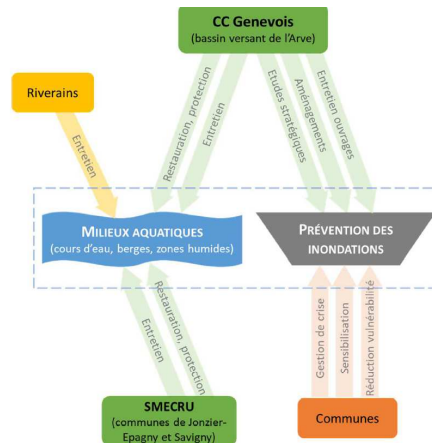 CC Genevois
(bassin versant de l'Arve)
Riverains
Entretien
Restauration, protection
Entretien
Etudes stratégiques
Aménagements
Entretien ouvrages
MILIEUX AQUATIQUES
(cours d'eau, berges, zones humides)
PRÉVENTION DES
INONDATIONS
Entretien
Restauration, protection
Gestion de crise
Sensibilisation
Réduction vulnérabilité
SMECRU
(communes de Jonzier-
Epagny et Savigny)
Communes